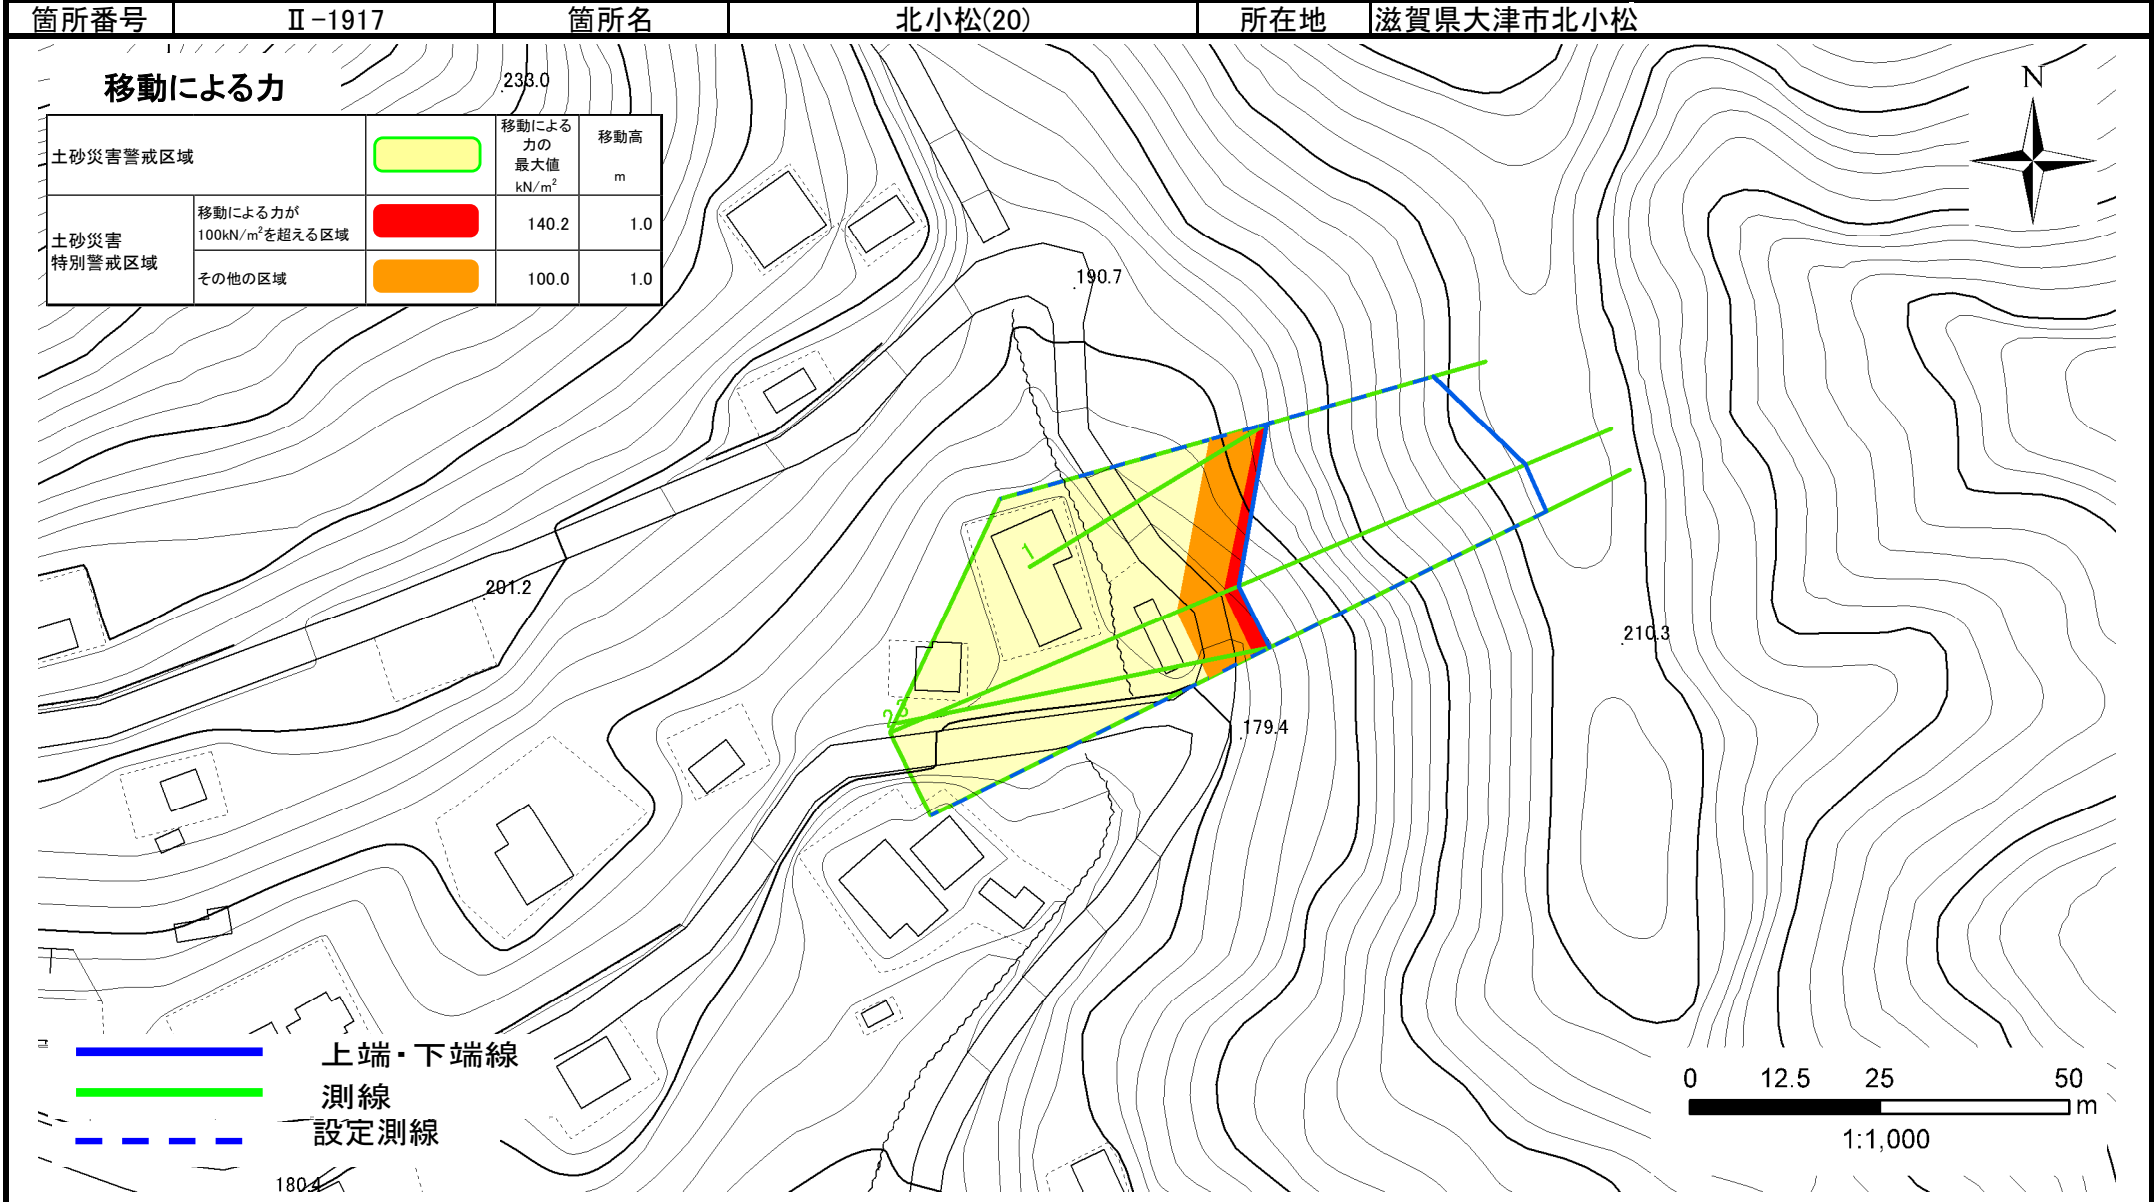 箇所番号 Ⅱ-1917 箇所名 北小松(20) 所在地 滋賀県大津市北小松
移動による力
土砂災害警戒区域
移動による
力の
最大値
kN/m²
移動高
m
土砂災害
特別警戒区域
移動による力が
100kN/m²を超える区域
140.2 1.0
その他の区域
100.0 1.0
233.0
N
190.7
1
201.2
210.3
2
3
179.4
上端・下端線
測線
設定測線
180.4
0 12.5 25 50
m
1:1,000